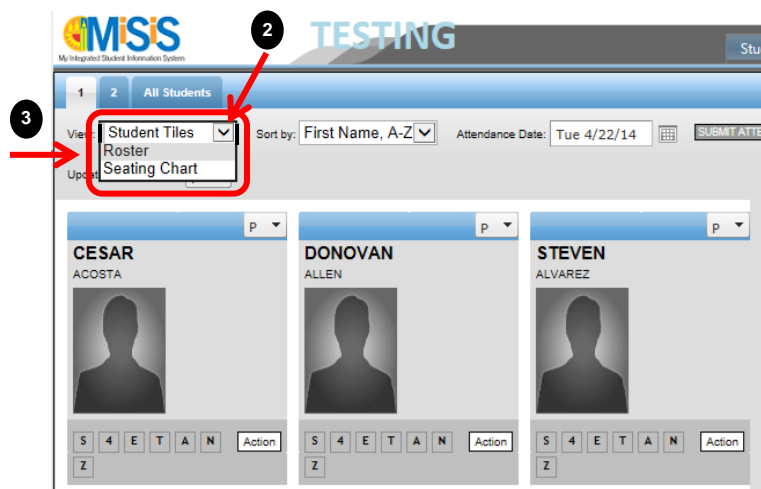 MiSiS
My Integrated Student Information System
2
TESTING
Stu
1 2 All Students
3
View: Student Tiles Sort by: First Name, A-Z Attendance Date: Tue 4/22/14 SUBMIT ATTE
Roster
Seating Chart
Updat
P P P
CESAR DONOVAN STEVEN
ACOSTA ALLEN ALVAREZ
S 4 E T A N Action S 4 E T A N Action S 4 E T A N Action
Z Z Z